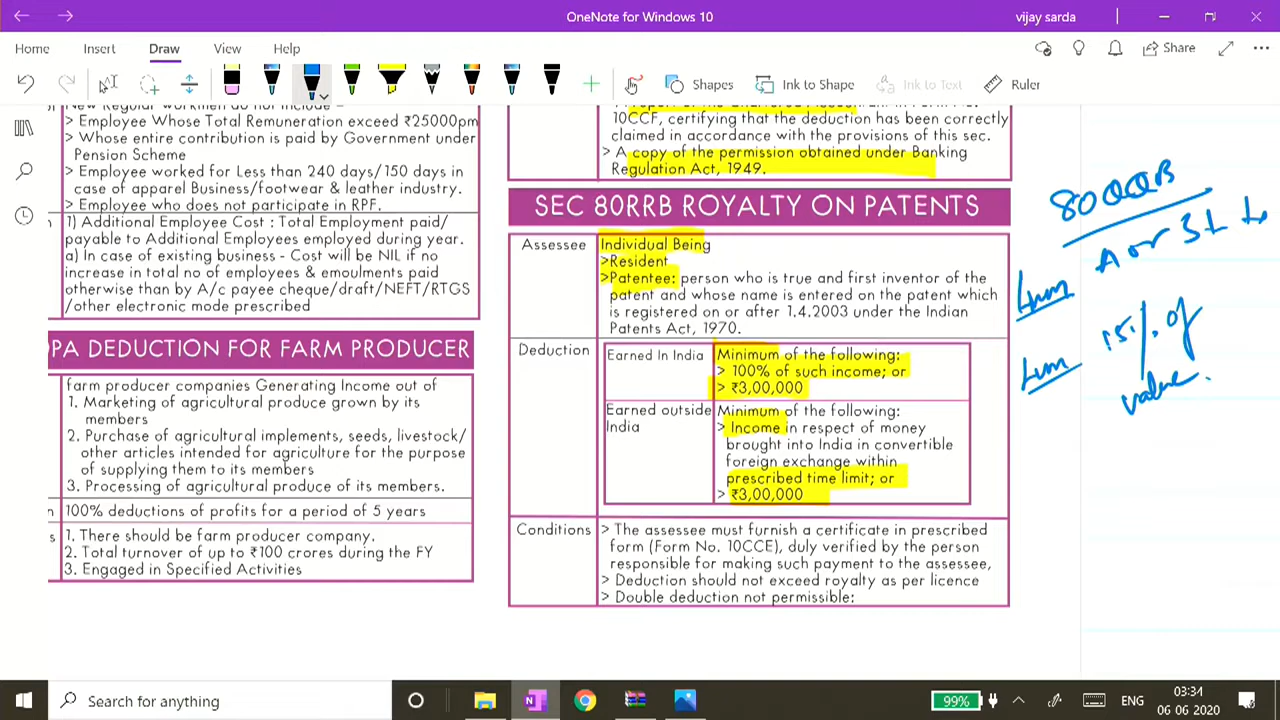 OneNote for Windows 10
vijay sarda
Home
Insert
Draw
View
Help
Share
Shapes
Ink to Shape
Ink to Text
Ruler
New Regular workmen do not include –
> Employee Whose Total Remuneration exceed ₹25000pm
> Whose entire contribution is paid by Government under
Pension Scheme
> Employee worked for Less than 240 days/150 days in
case of apparel Business/footwear & leather industry.
> Employee who does not participate in RPF.
1) Additional Employee Cost : Total Employment paid/
payable to Additional Employees employed during year.
a) In case of existing business - Cost will be NIL if no
increase in total no of employees & emoulments paid
otherwise than by A/c payee cheque/draft/NEFT/RTGS
/other electronic mode prescribed
PA DEDUCTION FOR FARM PRODUCER
farm producer companies Generating Income out of
1. Marketing of agricultural produce grown by its
members
2. Purchase of agricultural implements, seeds, livestock/
other articles intended for agriculture for the purpose
of supplying them to its members
3. Processing of agricultural produce of its members.
100% deductions of profits for a period of 5 years
1. There should be farm producer company.
2. Total turnover of up to ₹100 crores during the FY
3. Engaged in Specified Activities
10CCF, certifying that the deduction has been correctly
claimed in accordance with the provisions of this sec.
> A copy of the permission obtained under Banking
Regulation Act, 1949.
SEC 80RRB ROYALTY ON PATENTS
Assessee
Individual Being
>Resident
>Patentee: person who is true and first inventor of the
patent and whose name is entered on the patent which
is registered on or after 1.4.2003 under the Indian
Patents Act, 1970.
Deduction
Earned In India
Minimum of the following:
> 100% of such income; or
> ₹3,00,000
Earned outside
India
Minimum of the following:
> Income in respect of money
brought into India in convertible
foreign exchange within
prescribed time limit; or
> ₹3,00,000
Conditions
> The assessee must furnish a certificate in prescribed
form (Form No. 10CCE), duly verified by the person
responsible for making such payment to the assessee,
> Deduction should not exceed royalty as per licence
> Double deduction not permissible:
80QQB
A or 3L
Lum
Lum
15% of
value.
Search for anything
99%
ENG
03:34
06-06-2020